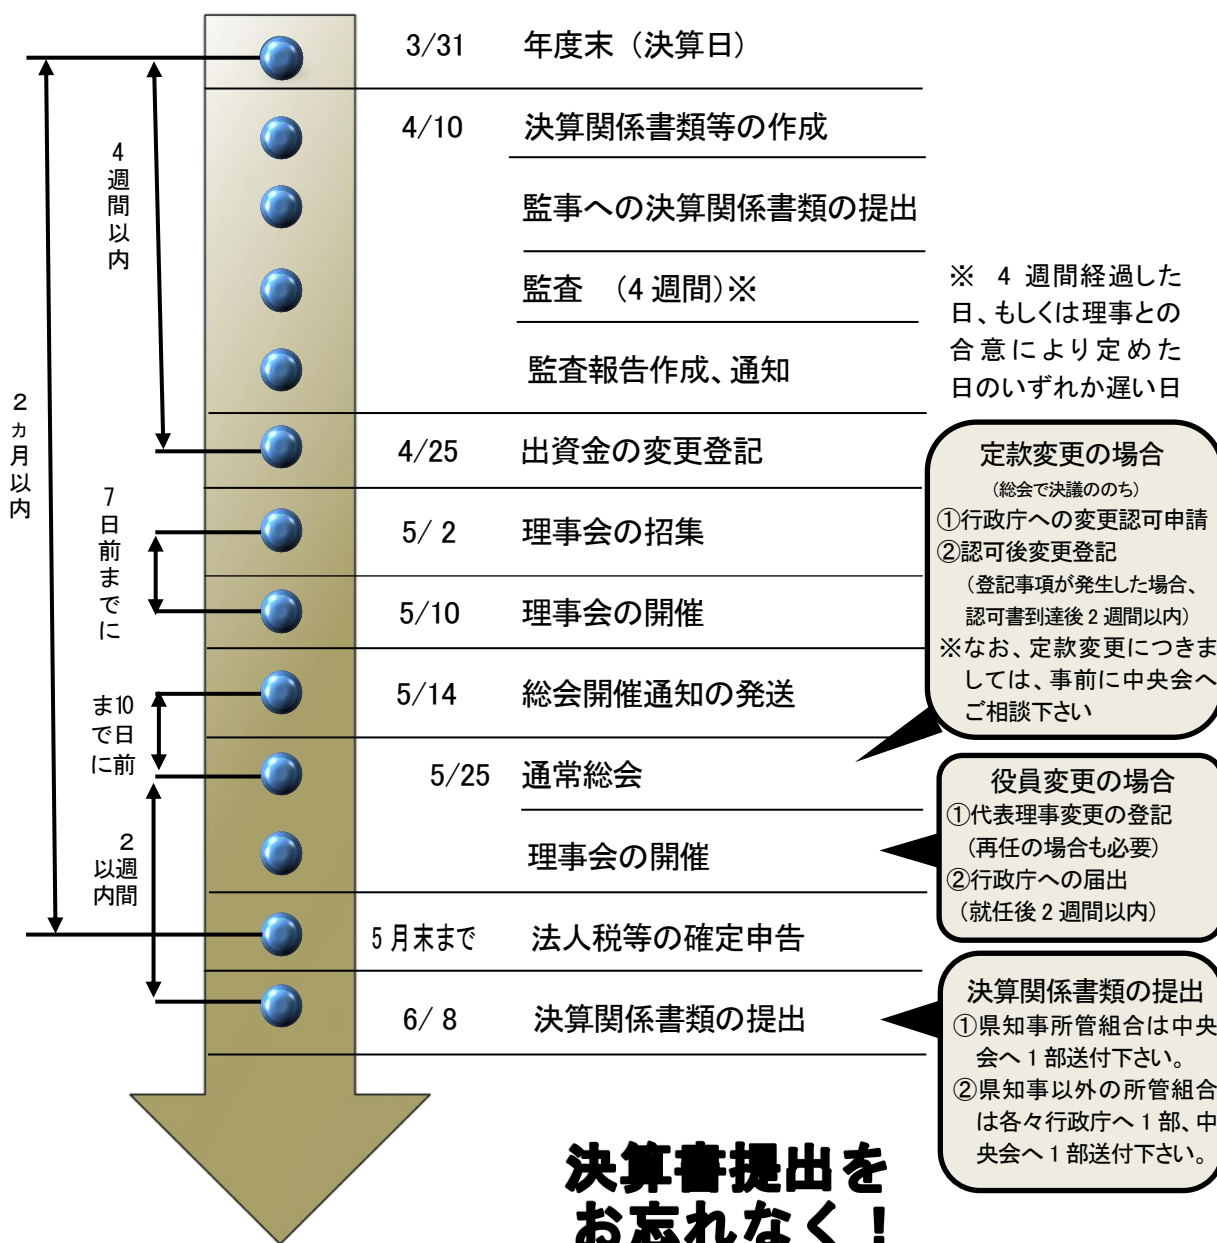 3/31 年度末（決算日）
4/10 決算関係書類等の作成
監事への決算関係書類の提出
監査 （4週間）※
監査報告作成、通知
4/25 出資金の変更登記
5/ 2 理事会の招集
5/10 理事会の開催
5/14 総会開催通知の発送
5/25 通常総会
理事会の開催
5月末まで 法人税等の確定申告
6/ 8 決算関係書類の提出
4週間以内
2ヵ月以内
7日前までに
10日前までに
2週間以内
※ 4 週間経過した
日、もしくは理事との
合意により定めた
日のいずれか遅い日
定款変更の場合
(総会で決議ののち)
①行政庁への変更認可申請
②認可後変更登記
（登記事項が発生した場合、
認可書到達後2週間以内）
※なお、定款変更につきま
しては、事前に中央会へ
ご相談下さい
役員変更の場合
①代表理事変更の登記
（再任の場合も必要）
②行政庁への届出
（就任後2週間以内）
決算関係書類の提出
①県知事所管組合は中央
会へ1部送付下さい。
②県知事以外の所管組合
は各々行政庁へ1部、中
央会へ1部送付下さい。
決算書提出を
お忘れなく！